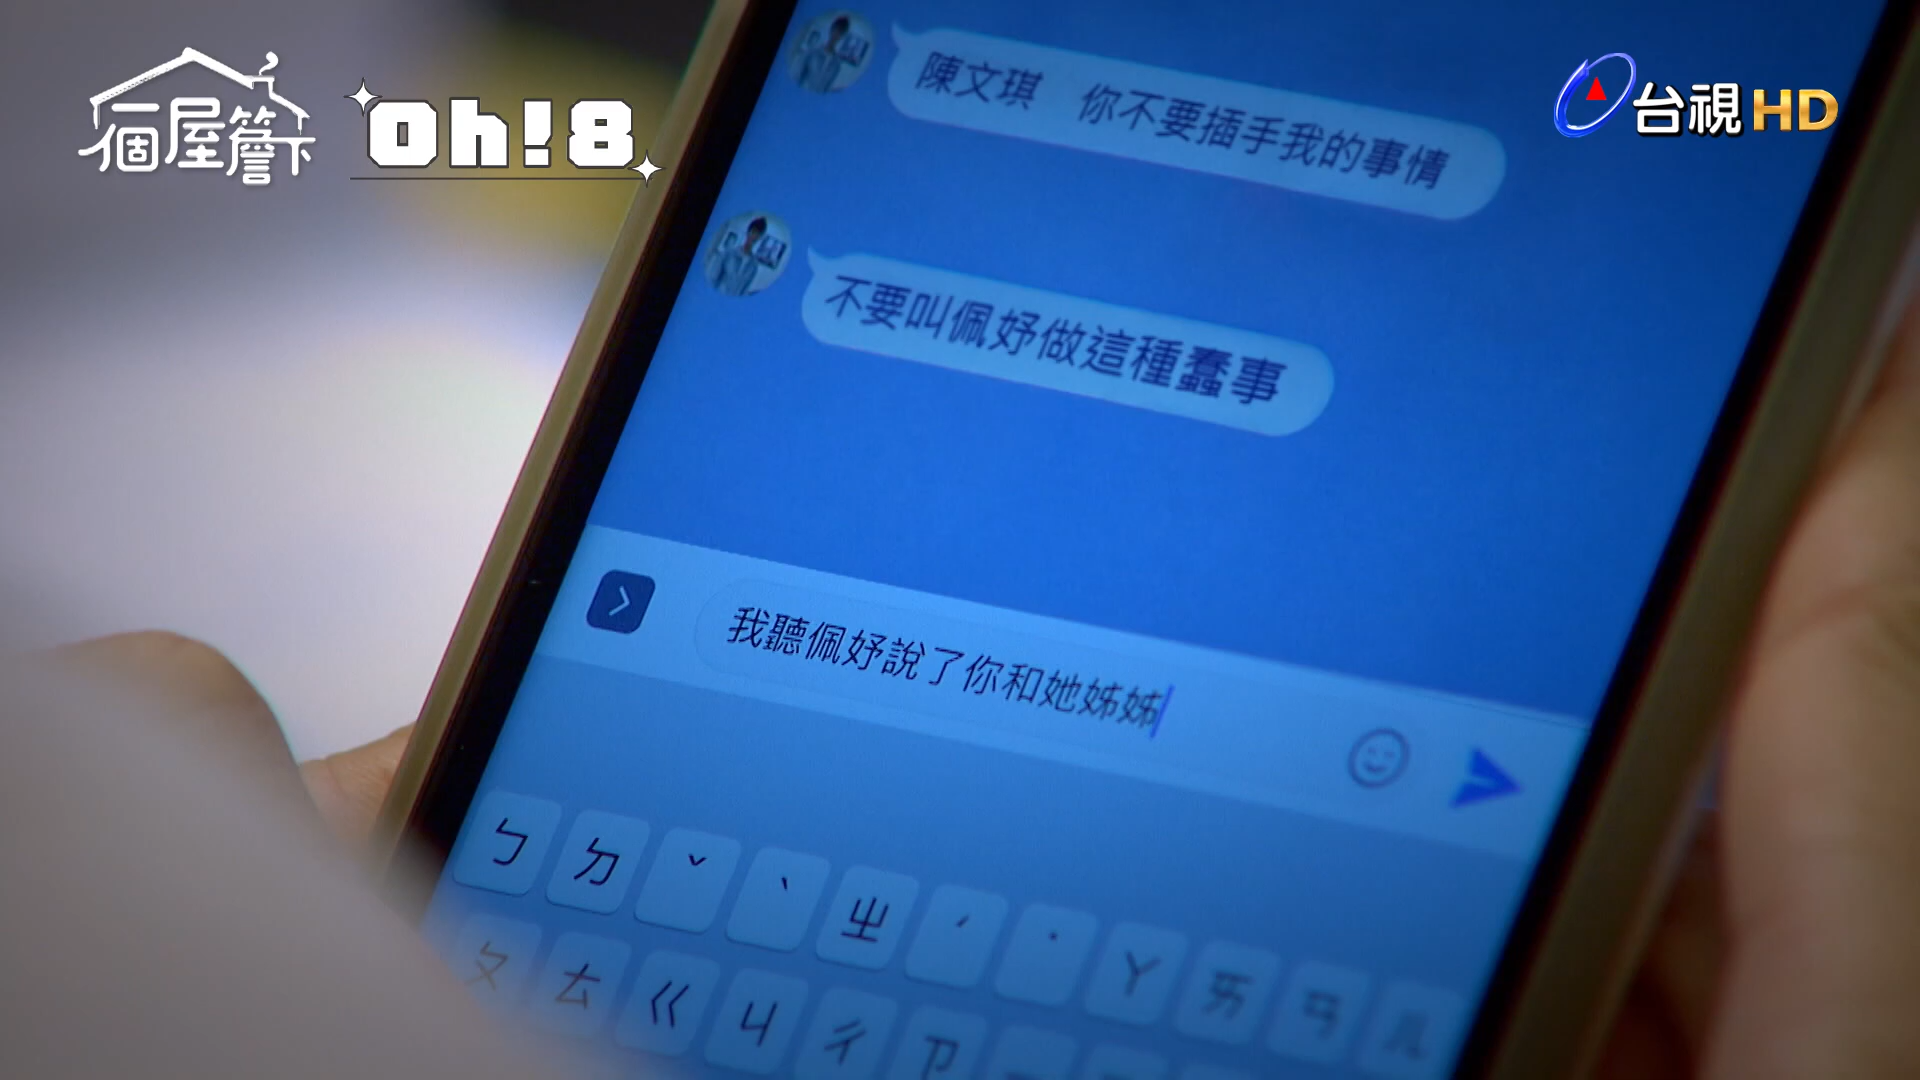 一個屋簷下
Oh!8
台視HD
陳文琪 你不要插手我的事情
不要叫佩妤做這種蠢事
我聽佩妤說了你和她姊姊
ㄅ ㄉ ˇ ˋ ㄓ ˊ ˙ ㄚ ㄞ ㄢ ㄦ
ㄆ ㄊ ㄍ ㄐ ㄔ ㄗ